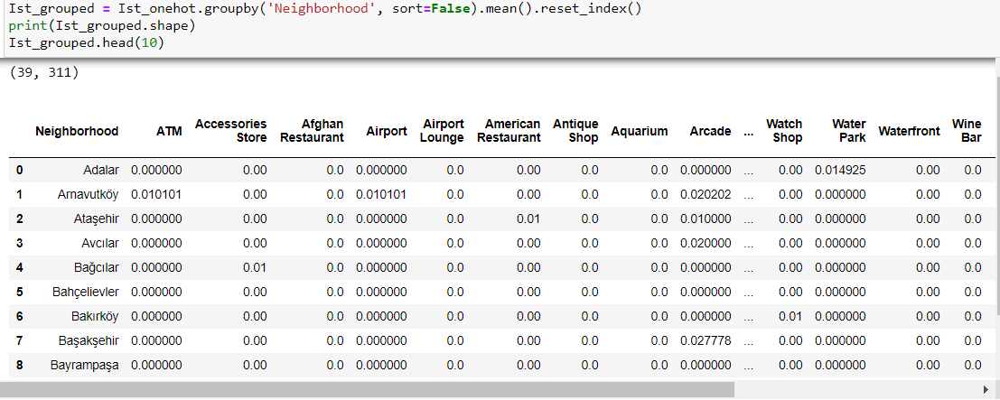 Ist_grouped = Ist_onehot.groupby('Neighborhood', sort=False).mean().reset_index()
print(Ist_grouped.shape)
Ist_grouped.head(10)
(39, 311)
Neighborhood ATM Accessories Store Afghan Restaurant Airport Airport Lounge American Restaurant Antique Shop Aquarium Arcade ... Watch Shop Water Park Waterfront Wine Bar
0 Adalar 0.000000 0.00 0.0 0.000000 0.0 0.00 0.0 0.0 0.000000 ... 0.00 0.014925 0.00 0.0
1 Arnavutköy 0.010101 0.00 0.0 0.010101 0.0 0.00 0.0 0.0 0.020202 ... 0.00 0.000000 0.00 0.0
2 Ataşehir 0.000000 0.00 0.0 0.000000 0.0 0.01 0.0 0.0 0.010000 ... 0.00 0.000000 0.00 0.0
3 Avcılar 0.000000 0.00 0.0 0.000000 0.0 0.00 0.0 0.0 0.020000 ... 0.00 0.000000 0.00 0.0
4 Bağcılar 0.000000 0.01 0.0 0.000000 0.0 0.00 0.0 0.0 0.000000 ... 0.00 0.000000 0.00 0.0
5 Bahçelievler 0.000000 0.00 0.0 0.000000 0.0 0.00 0.0 0.0 0.000000 ... 0.00 0.000000 0.00 0.0
6 Bakırköy 0.000000 0.00 0.0 0.000000 0.0 0.00 0.0 0.0 0.000000 ... 0.01 0.000000 0.00 0.0
7 Başakşehir 0.000000 0.00 0.0 0.000000 0.0 0.00 0.0 0.0 0.027778 ... 0.00 0.000000 0.00 0.0
8 Bayrampaşa 0.000000 0.00 0.0 0.000000 0.0 0.00 0.0 0.0 0.000000 ... 0.00 0.000000 0.00 0.0